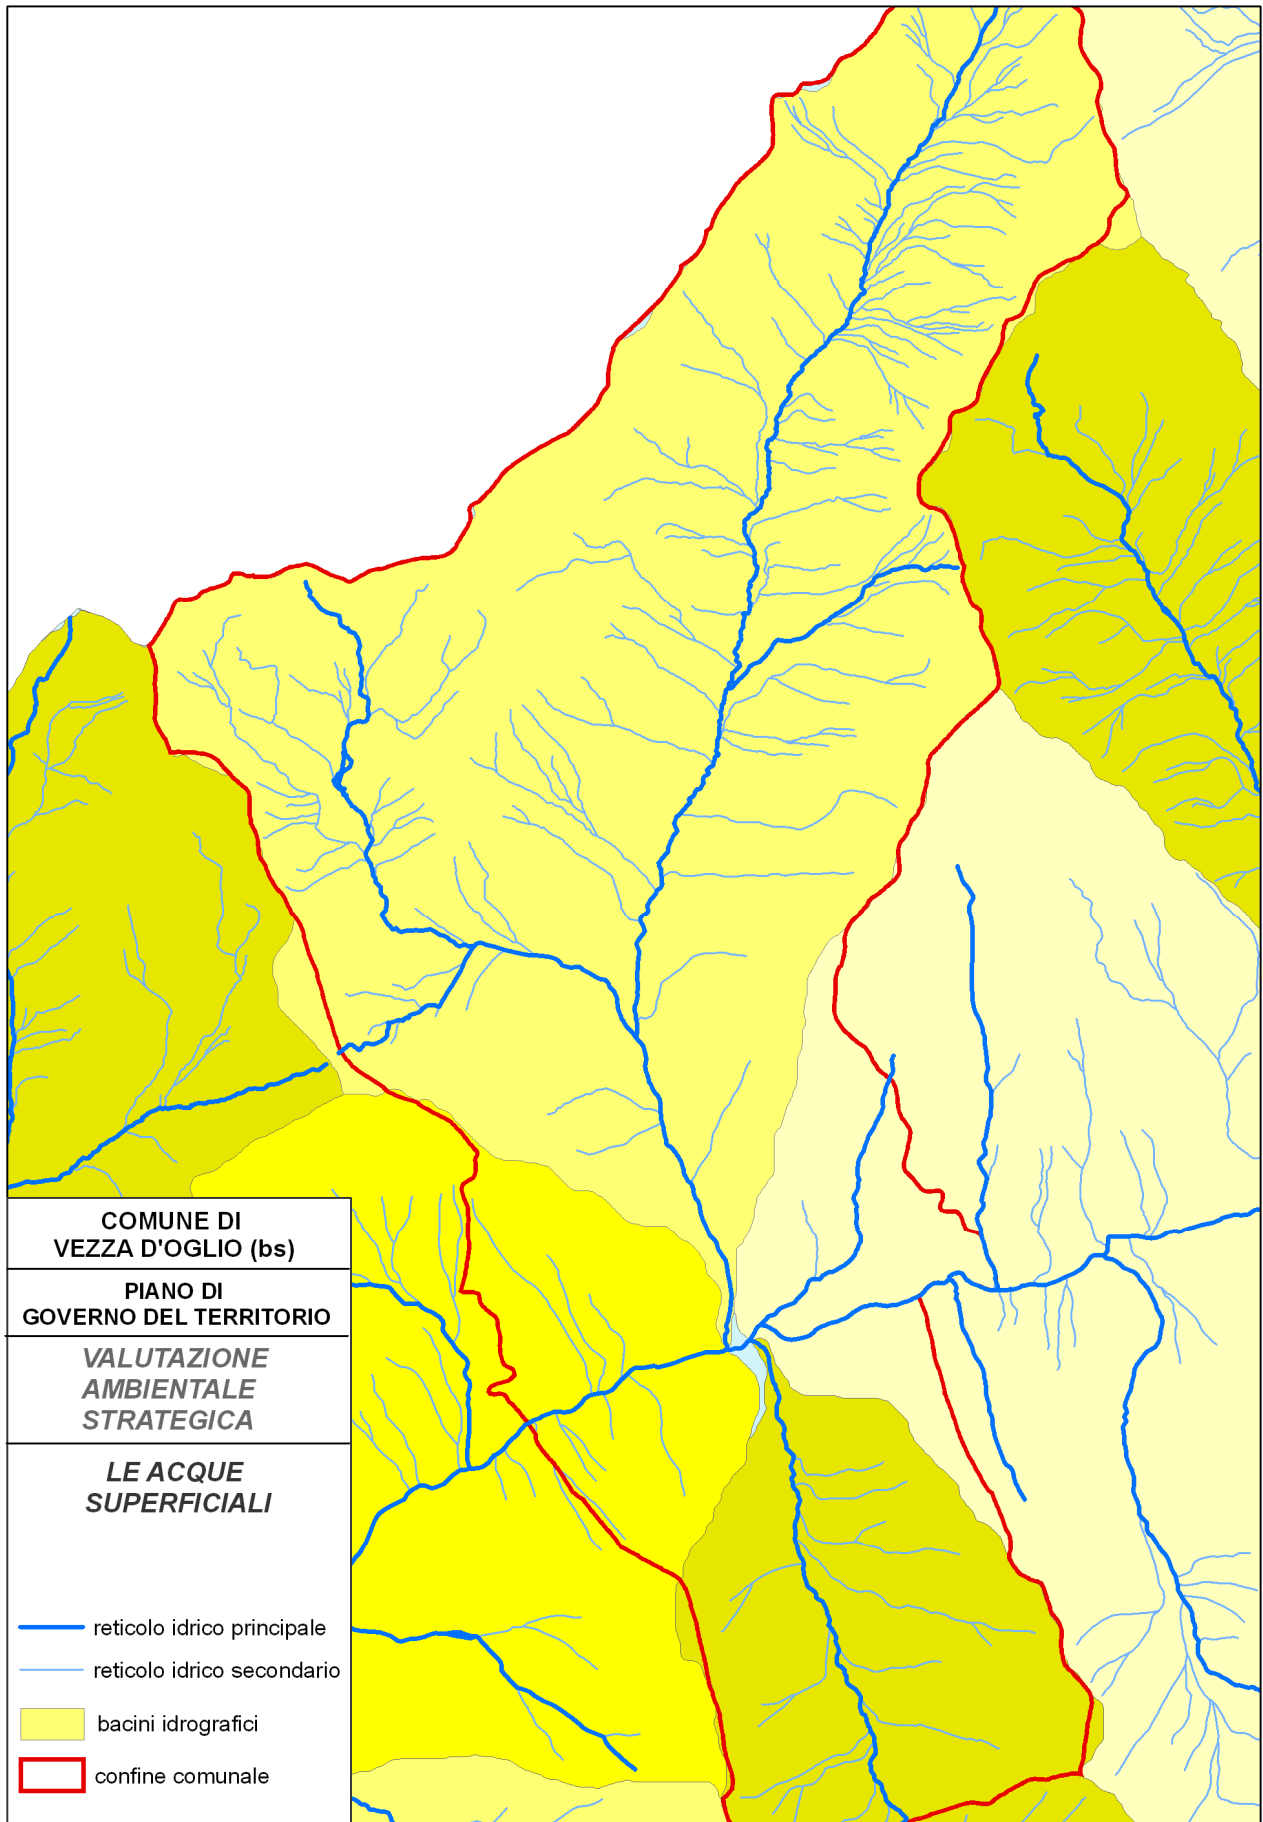 COMUNE DI
VEZZA D'OGLIO (bs)
PIANO DI
GOVERNO DEL TERRITORIO
VALUTAZIONE
AMBIENTALE
STRATEGICA
LE ACQUE
SUPERFICIALI
reticolo idrico principale
reticolo idrico secondario
bacini idrografici
confine comunale